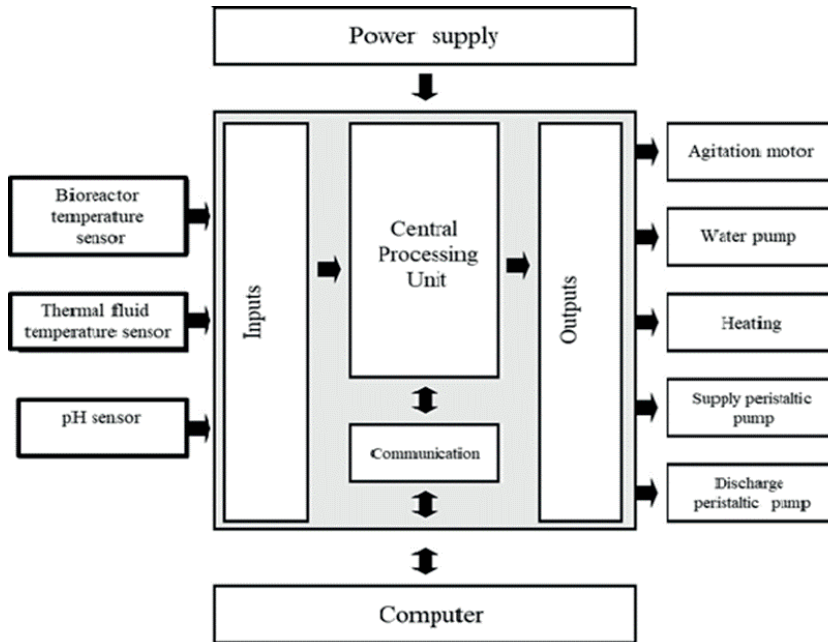 Power supply
Bioreactor
temperature
sensor
Thermal fluid
temperature sensor
pH sensor
Inputs
Central
Processing
Unit
Communication
Outputs
Agitation motor
Water pump
Heating
Supply peristaltic
pump
Discharge
peristaltic pump
Computer